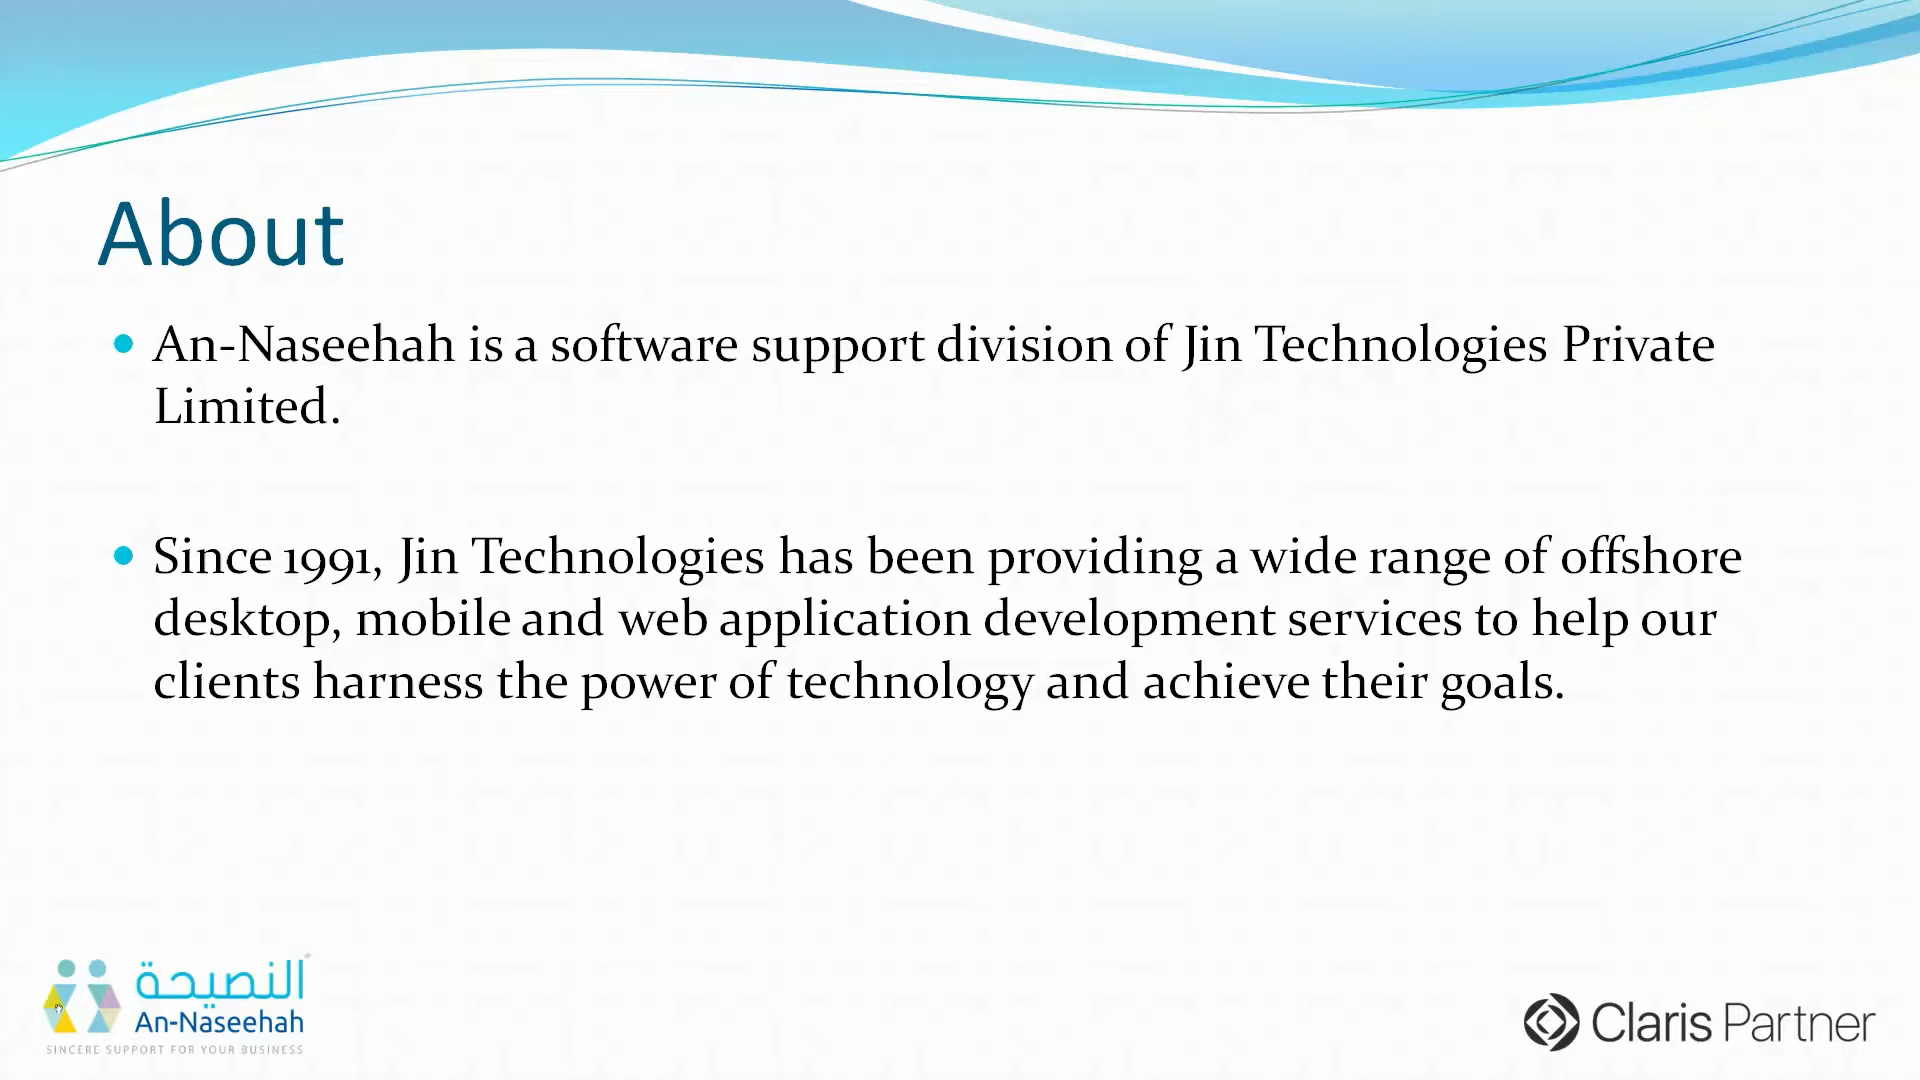 About
• An-Naseehah is a software support division of Jin Technologies Private
Limited.
• Since 1991, Jin Technologies has been providing a wide range of offshore
desktop, mobile and web application development services to help our
clients harness the power of technology and achieve their goals.
النصيحة
An-Naseehah
SINCERE SUPPORT FOR YOUR BUSINESS
Claris Partner